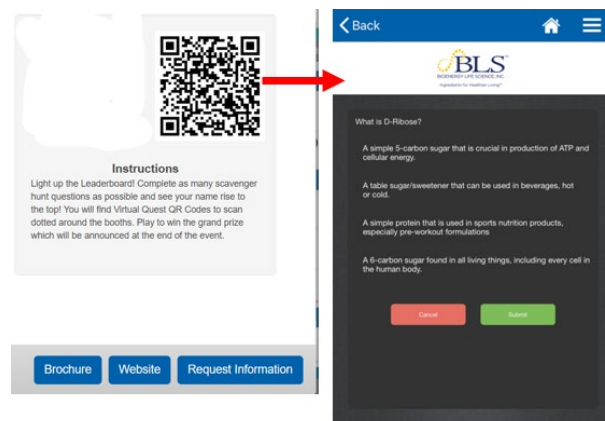 Instructions
Light up the Leaderboard! Complete as many scavenger
hunt questions as possible and see your name rise to
the top! You will find Virtual Quest QR Codes to scan
dotted around the booths. Play to win the grand prize
which will be announced at the end of the event.
Brochure Website Request Information
Back
BLS
BIOENERGY LIFE SCIENCE, INC.
Ingredients for Healthier Living™
What is D-Ribose?
A simple 5-carbon sugar that is crucial in production of ATP and
cellular energy.
A table sugar/sweetener that can be used in beverages, hot
or cold.
A simple protein that is used in sports nutrition products,
especially pre-workout formulations
A 6-carbon sugar found in all living things, including every cell in
the human body.
Cancel Submit